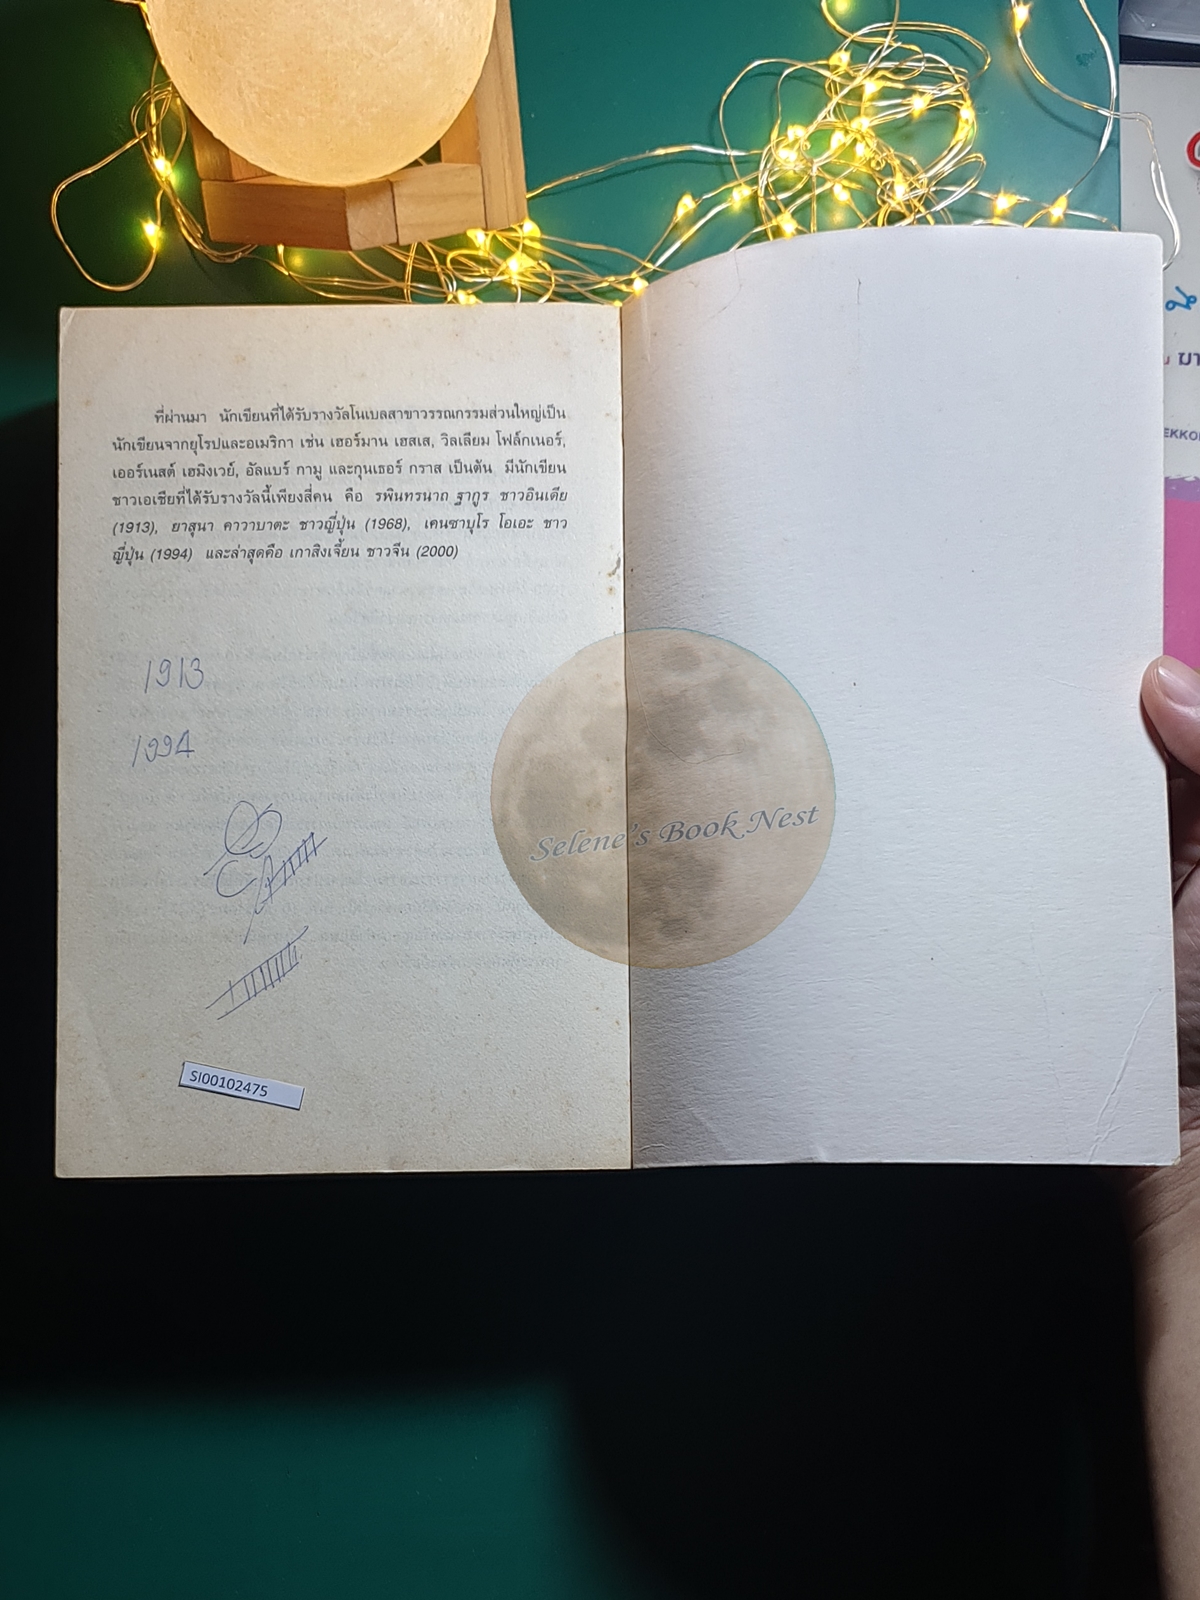 ที่ผ่านมา นักเขียนที่ได้รับรางวัลโนเบลสาขาวรรณกรรมส่วนใหญ่เป็น
นักเขียนจากยุโรปและอเมริกา เช่น เฮอร์มาน เฮสเส, วิลเลียม โฟล์กเนอร์,
เออร์เนสต์ เฮมิงเวย์, อัลแบร์ กามู และกุนเธอร์ กราส เป็นต้น มีนักเขียน
ชาวเอเชียที่ได้รับรางวัลนี้เพียงสี่คน คือ รพินทรนาถ ฐากูร ชาวอินเดีย
(1913), ยาสุนา คาวาบาตะ ชาวญี่ปุ่น (1968), เคนซาบุโร โอเอะ ชาว
ญี่ปุ่น (1994) และล่าสุดคือ เกาสิงเจี้ยน ชาวจีน (2000)
1913
1994
Selene's Book Nest
SI00102475